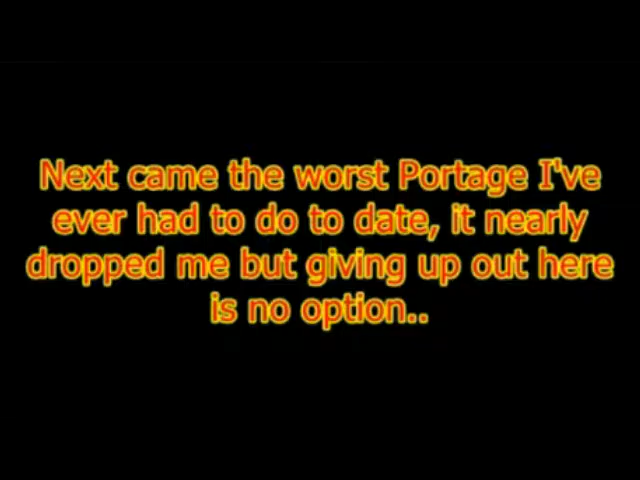 Next came the worst Portage I've
ever had to do to date, it nearly
dropped me but giving up out here
is no option..